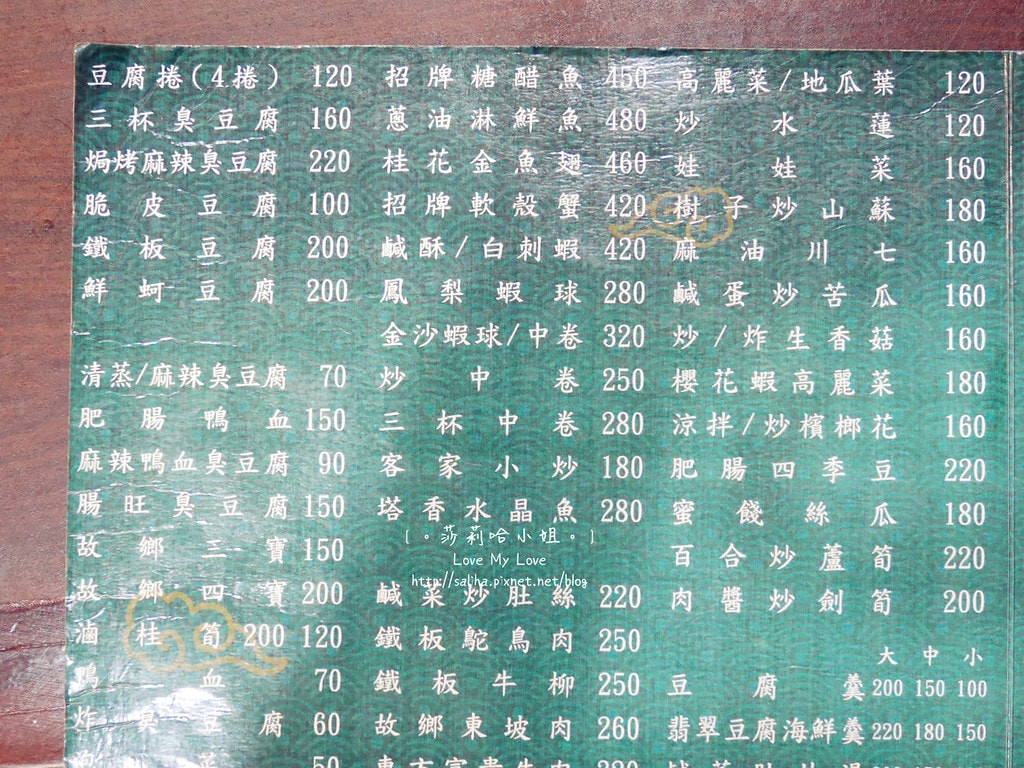 豆腐捲(4捲) 120
三杯臭豆腐 160
焗烤麻辣臭豆腐 220
脆皮豆腐 100
鐵板豆腐 200
鮮蚵豆腐 200
清蒸/麻辣臭豆腐 70
肥腸鴨血 150
麻辣鴨血臭豆腐 90
腸旺臭豆腐 150
故鄉三寶 150
故鄉四寶 200
滷桂筍 200 120
鴨血 70
炸臭豆腐 60
50
招牌糖醋魚 450
蔥油淋鮮魚 480
桂花金魚翅 460
招牌軟殼蟹 420
鹹酥/白刺蝦 420
鳳梨蝦球 280
金沙蝦球/中卷 320
炒中卷 250
三杯中卷 280
客家小炒 180
塔香水晶魚 280
{。莎莉哈小姐。}
Love My Love
http://saliha.pixnet.net/blog
鹹菜炒肚絲 220
鐵板鴕鳥肉 250
鐵板牛柳 250
故鄉東坡肉 260
高麗菜/地瓜葉 120
炒水蓮 120
娃娃菜 160
樹子炒山蘇 180
麻油川七 160
鹹蛋炒苦瓜 160
炒/炸生香菇 160
櫻花蝦高麗菜 180
涼拌/炒檳榔花 160
肥腸四季豆 220
蜜餞絲瓜 180
百合炒蘆筍 220
肉醬炒劍筍 200
大 中 小
豆腐羹 200 150 100
翡翠豆腐海鮮羹 220 180 150